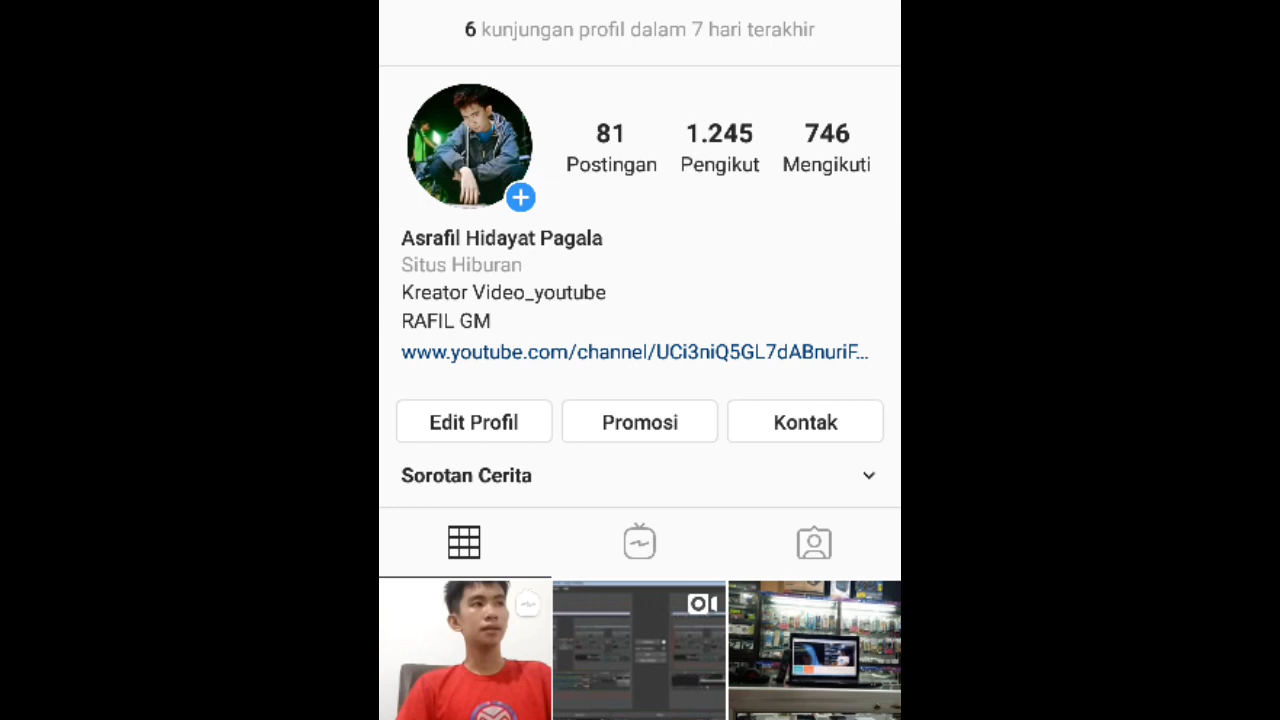 6 kunjungan profil dalam 7 hari terakhir
81 1.245 746
Postingan Pengikut Mengikuti
Asrafil Hidayat Pagala
Situs Hiburan
Kreator Video_youtube
RAFIL GM
www.youtube.com/channel/UCi3niQ5GL7dABnuriF...
Edit Profil Promosi Kontak
Sorotan Cerita